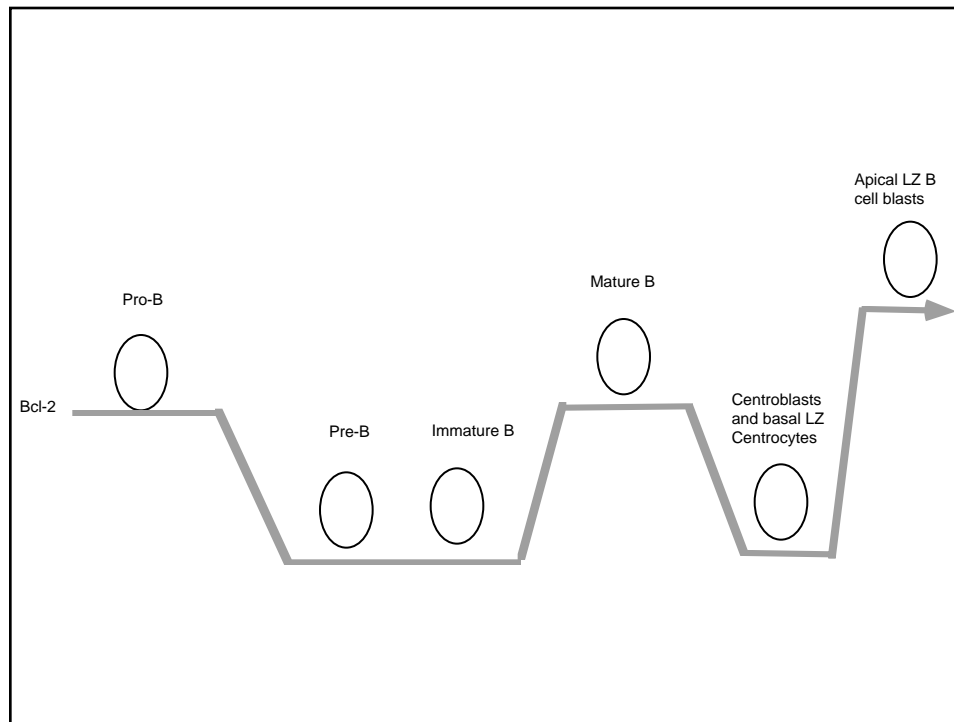 Apical LZ B
cell blasts
Mature B
Pro-B
Bcl-2
Centroblasts
and basal LZ
Centrocytes
Pre-B
Immature B